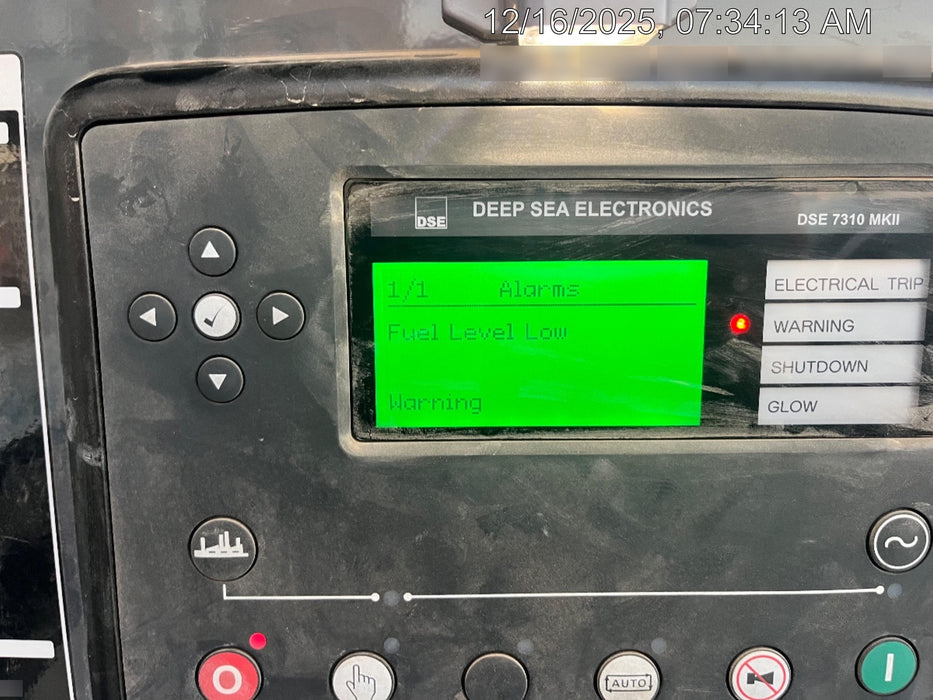 12/16/2025, 07:34:13 AM
DSE
DEEP SEA ELECTRONICS
DSE 7310 MKII
1/1 Alarms
Fuel Level Low
Warning
ELECTRICAL TRIP
WARNING
SHUTDOWN
GLOW
AUTO